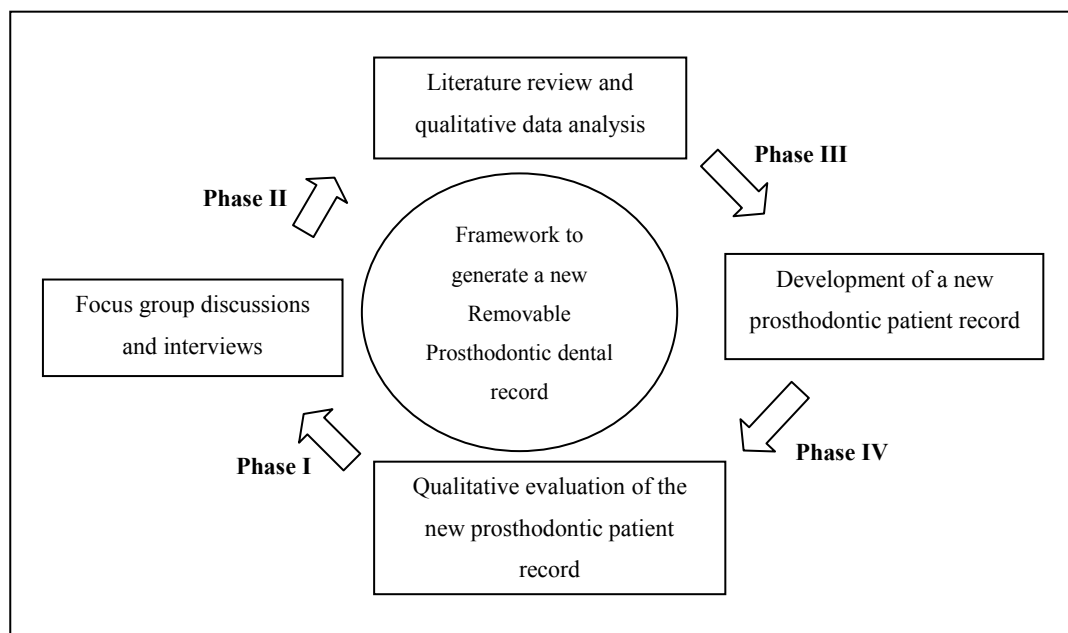 Literature review and
qualitative data analysis
Phase III
Phase II
Framework to
generate a new
Removable
Prosthodontic dental
record
Focus group discussions
and interviews
Development of a new
prosthodontic patient record
Phase I
Phase IV
Qualitative evaluation of the
new prosthodontic patient
record